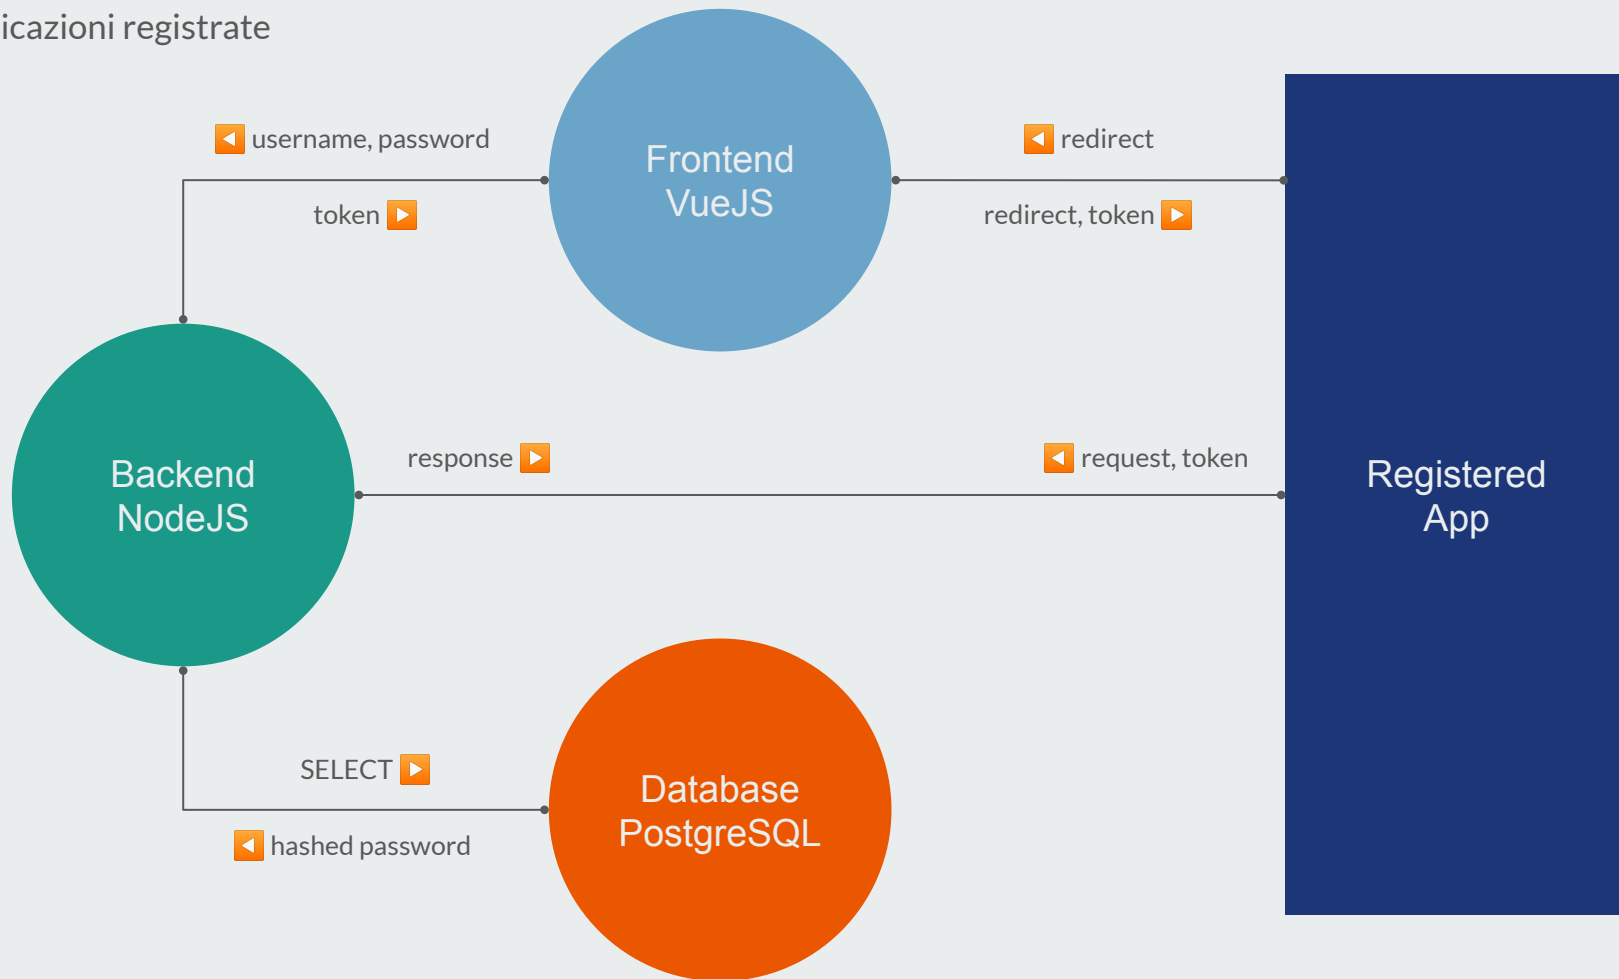 icazioni registrate
username, password
token
Frontend
VueJS
redirect
redirect, token
Backend
NodeJS
response
request, token
Registered
App
SELECT
hashed password
Database
PostgreSQL